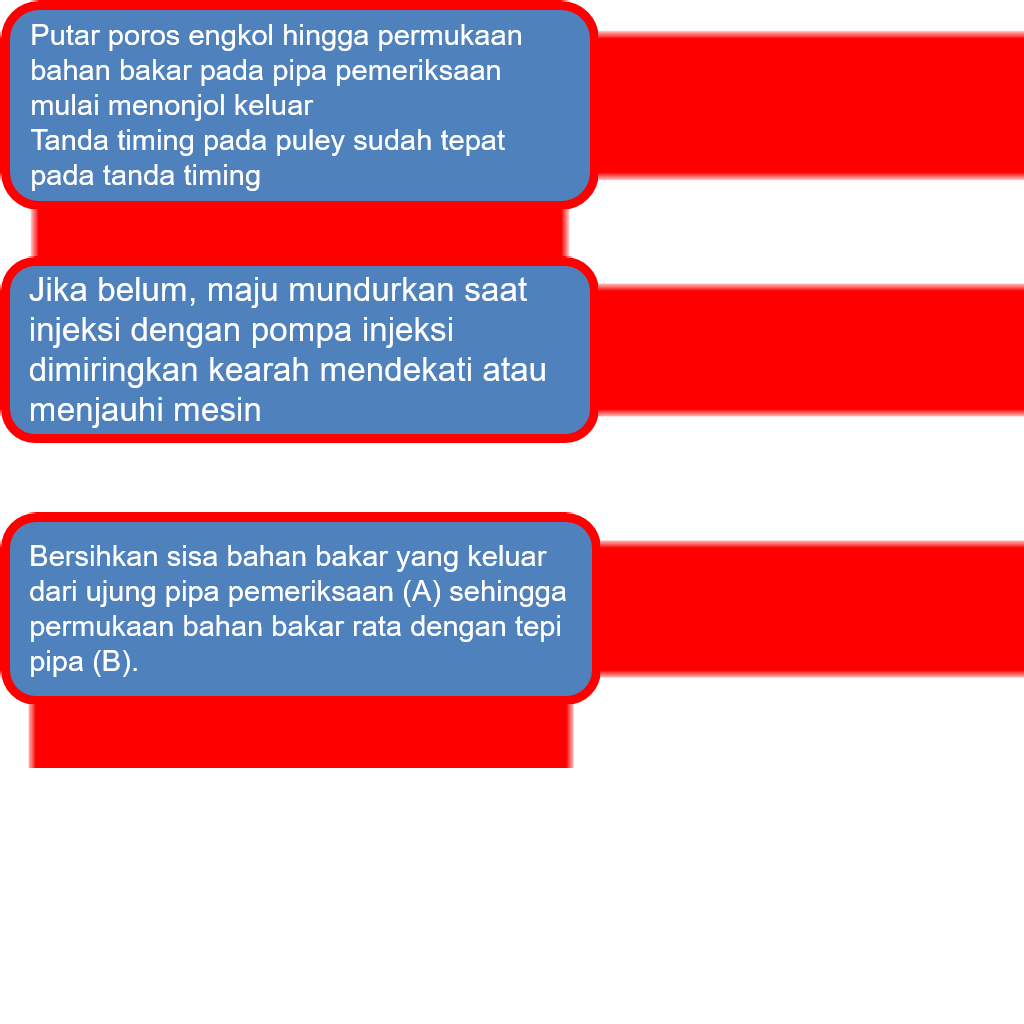 Putar poros engkol hingga permukaan
bahan bakar pada pipa pemeriksaan
mulai menonjol keluar
Tanda timing pada puley sudah tepat
pada tanda timing
Jika belum, maju mundurkan saat
injeksi dengan pompa injeksi
dimiringkan kearah mendekati atau
menjauhi mesin
Bersihkan sisa bahan bakar yang keluar
dari ujung pipa pemeriksaan (A) sehingga
permukaan bahan bakar rata dengan tepi
pipa (B).